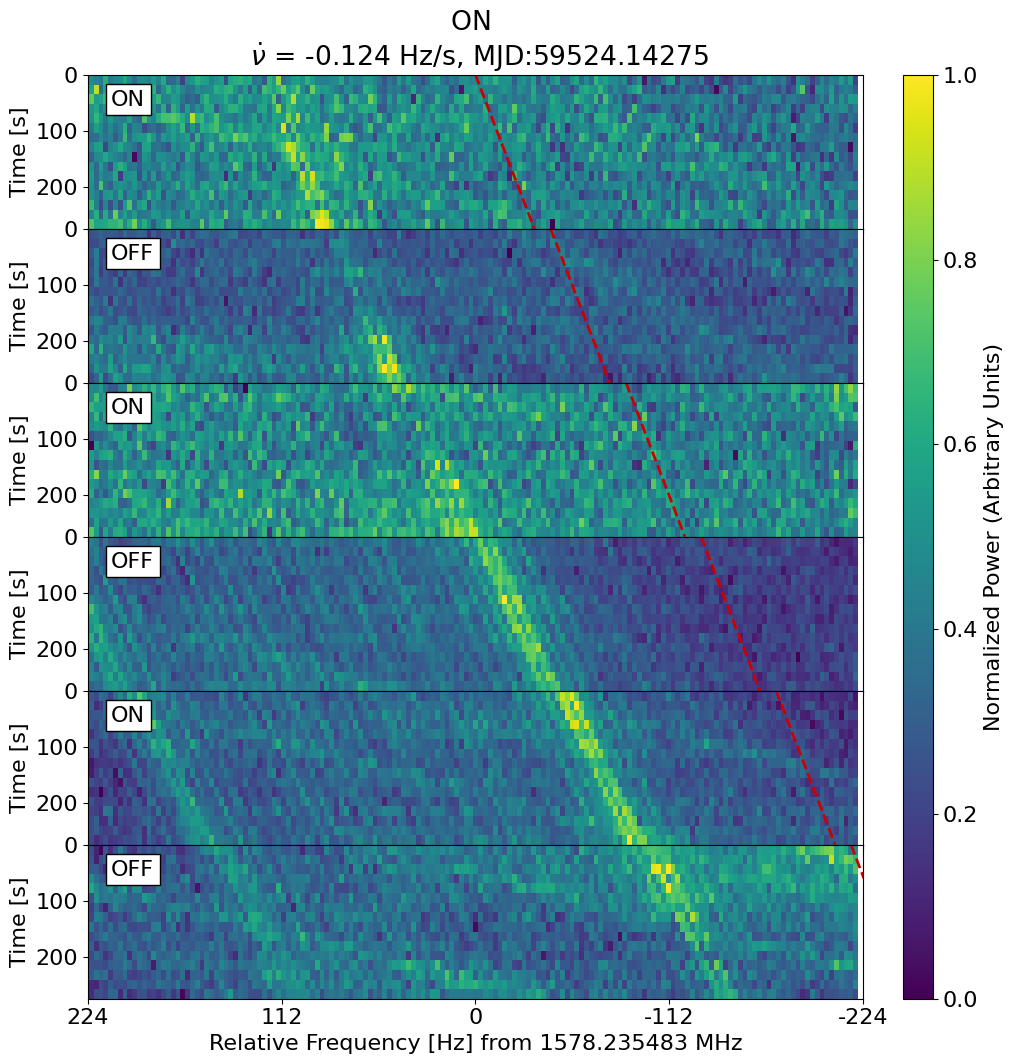 ON
ν̇ = -0.124 Hz/s, MJD:59524.14275
0
ON
100
200
Time [s]
0
OFF
100
200
Time [s]
0
ON
100
200
Time [s]
0
OFF
100
200
Time [s]
0
ON
100
200
Time [s]
0
OFF
100
200
Time [s]
224 112 0 -112 -224
Relative Frequency [Hz] from 1578.235483 MHz
1.0
0.8
0.6
0.4
0.2
0.0
Normalized Power (Arbitrary Units)